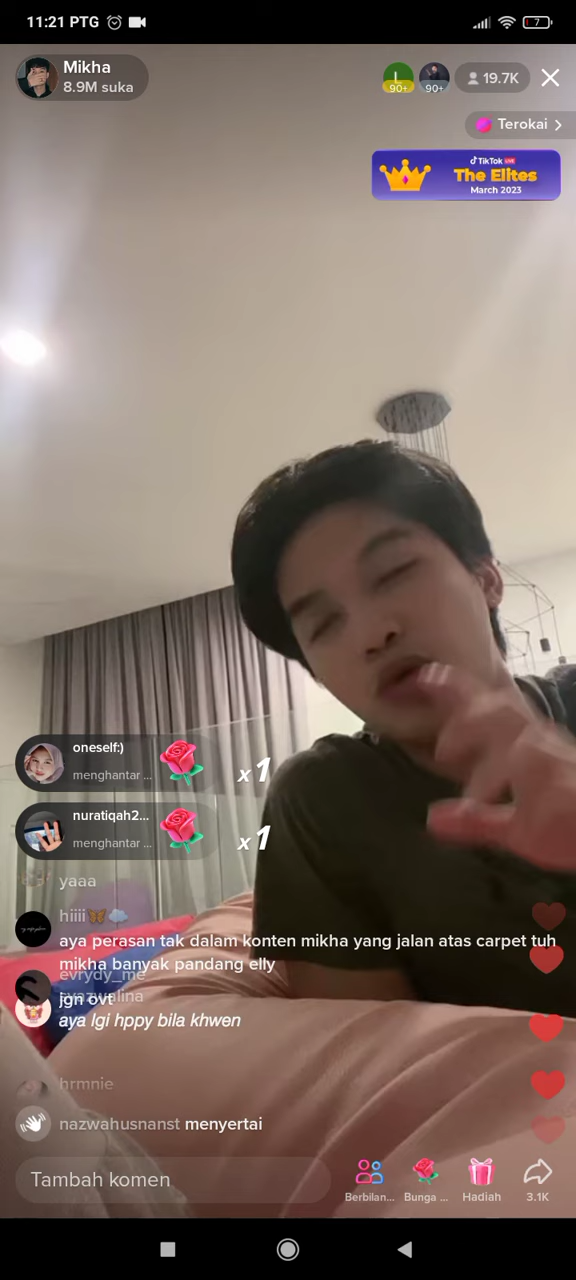 11:21 PTG
7
Mikha
8.9M suka
L
90+
90+
19.7K
Terokai
TikTok LIVE
The Elites
March 2023
oneself:)
menghantar ...
x1
nuratiqah2...
menghantar ...
x1
yaaa
hiiii🦋☁️
aya perasan tak dalam konten mikha yang jalan atas carpet tuh
mikha banyak pandang elly
evrydy_me
syazwalina
jgn ovt
aya lgi hppy bila khwen
hrmnie
nazwahusnanst menyertai
Tambah komen
Berbilan...
Bunga ...
Hadiah
3.1K